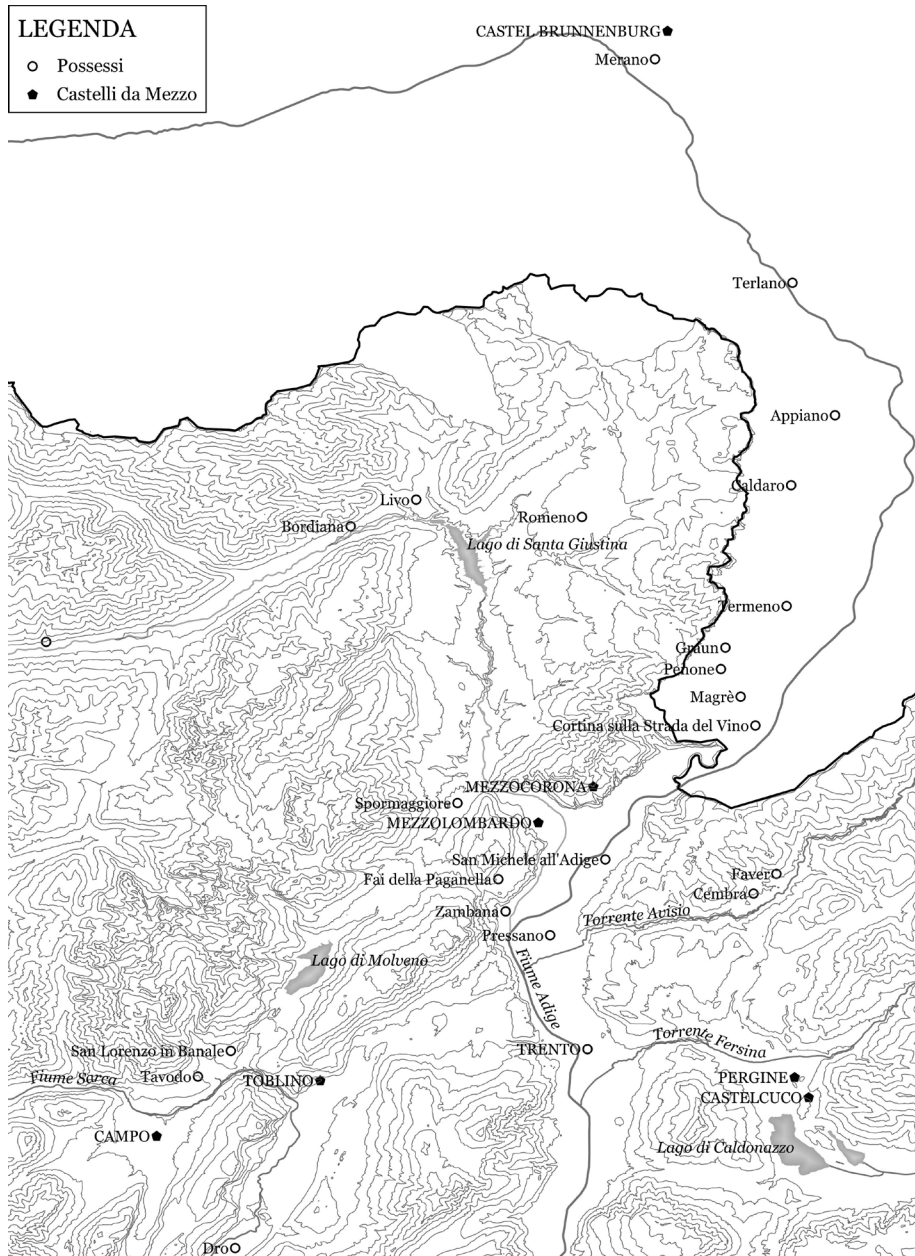 LEGENDA
Possessi
Castelli da Mezzo
CASTEL BRUNNENBURG
Merano
Terlano
Appiano
Caldaro
Livo
Romeno
Bordiana
Lago di Santa Giustina
Termeno
Graun
Penone
Magrè
Cortina sulla Strada del Vino
MEZZOCORONA
Spormaggiore
MEZZOLOMBARDO
San Michele all'Adige
Faver
Fai della Paganella
Cembra
Zambana
Torrente Avisio
Pressano
Lago di Molveno
Fiume Adige
Torrente Fersina
San Lorenzo in Banale
TRENTO
Fiume Sarca
Tavodo
TOBLINO
PERGINE
CASTELCUCO
CAMPO
Lago di Caldonazzo
Dro